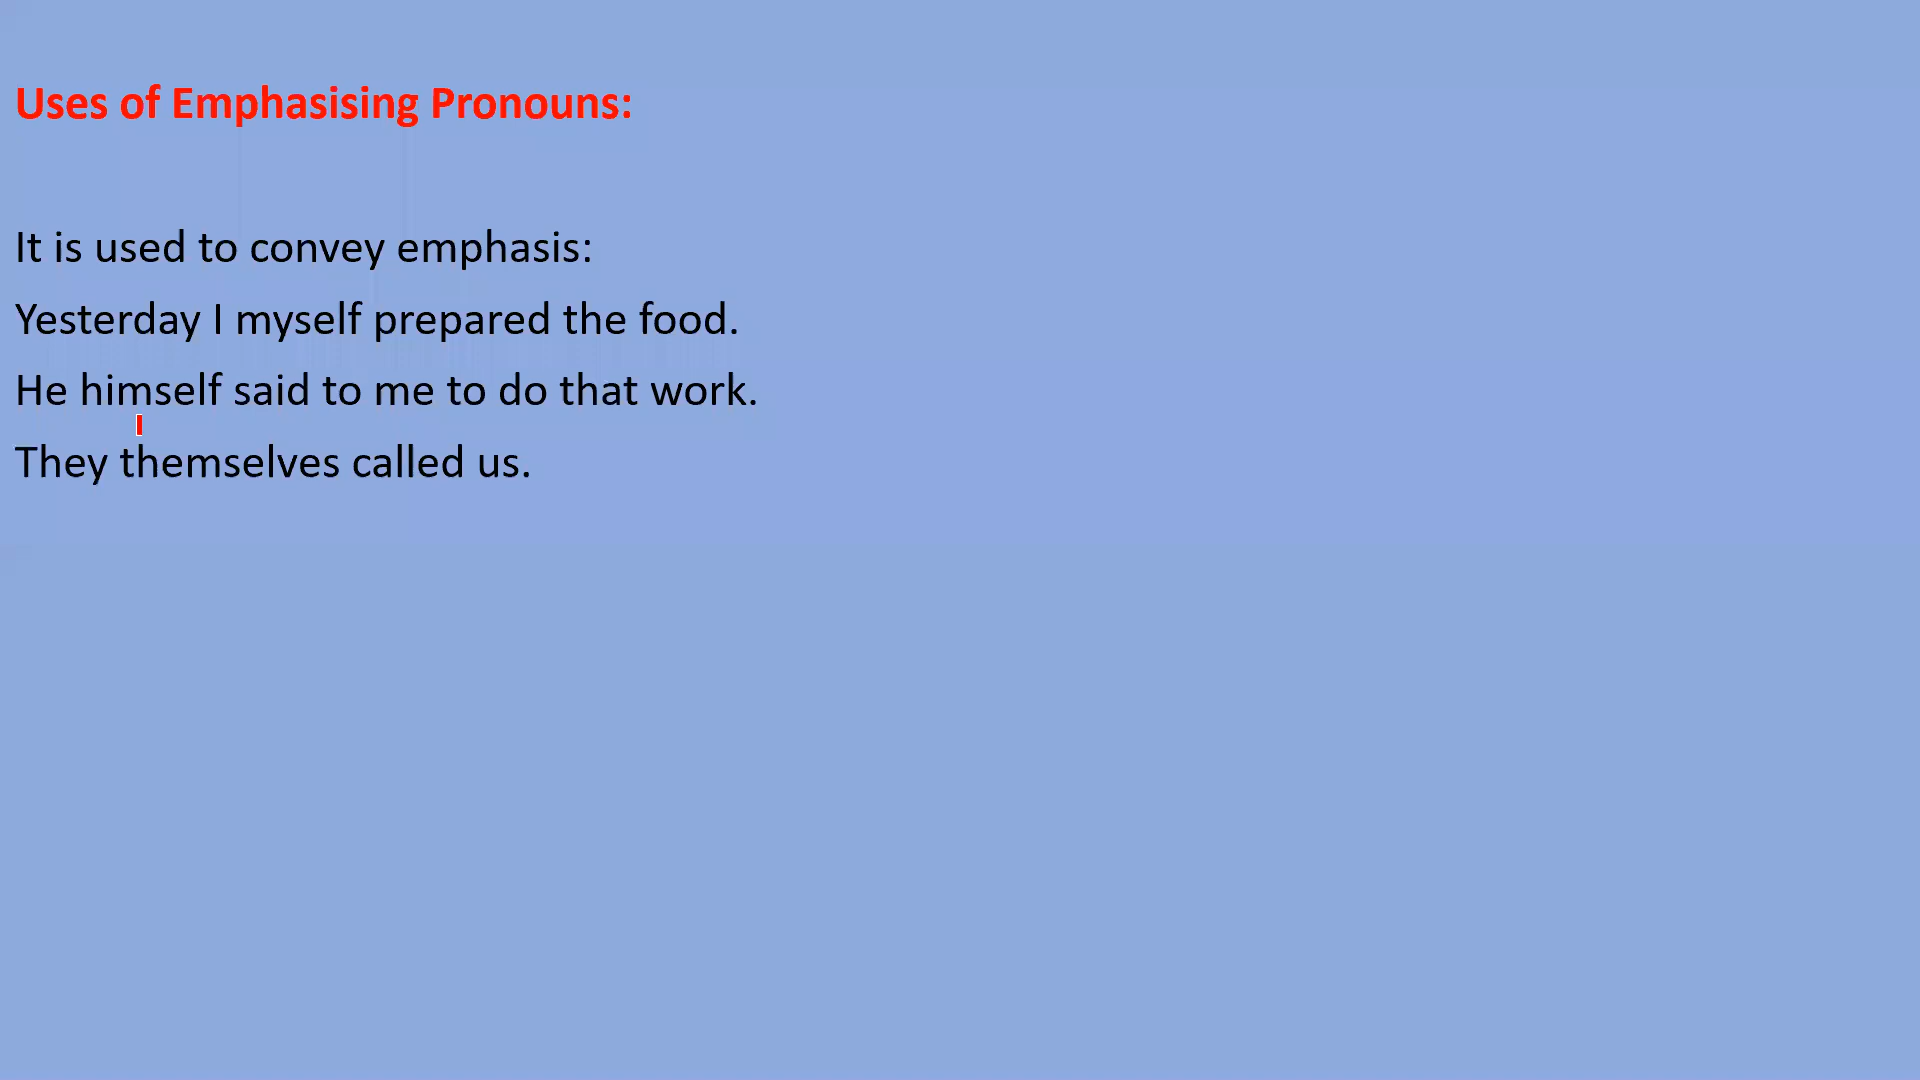 Uses of Emphasising Pronouns:
It is used to convey emphasis:
Yesterday I myself prepared the food.
He himself said to me to do that work.
They themselves called us.